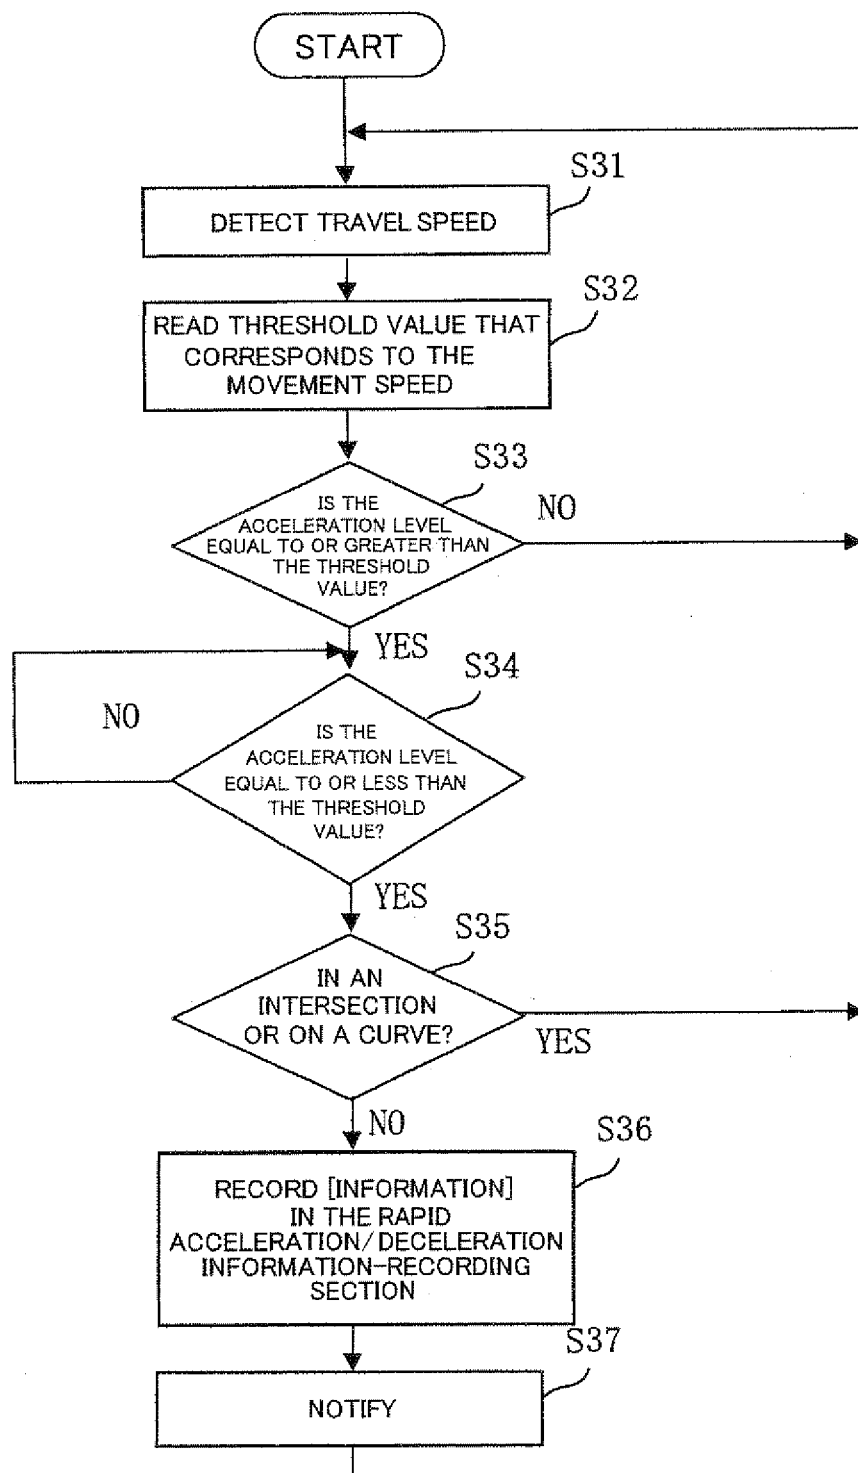 START
S31
DETECT TRAVEL SPEED
S32
READ THRESHOLD VALUE THAT
CORRESPONDS TO THE
MOVEMENT SPEED
S33
IS THE
ACCELERATION LEVEL
EQUAL TO OR GREATER THAN
THE THRESHOLD
VALUE?
NO
YES
S34
NO
IS THE
ACCELERATION LEVEL
EQUAL TO OR LESS THAN
THE THRESHOLD
VALUE?
YES
S35
IN AN
INTERSECTION
OR ON A CURVE?
YES
NO
S36
RECORD [INFORMATION]
IN THE RAPID
ACCELERATION/DECELERATION
INFORMATION-RECORDING
SECTION
S37
NOTIFY